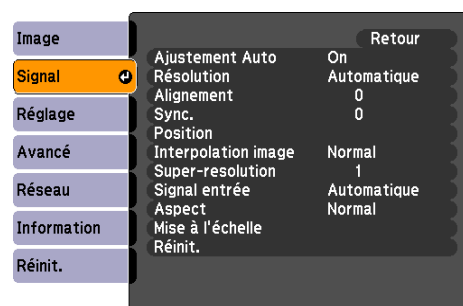 Image
Signal
Réglage
Avancé
Réseau
Information
Réinit.
Retour
Ajustement Auto On
Résolution Automatique
Alignement 0
Sync. 0
Position
Interpolation image Normal
Super-resolution 1
Signal entrée Automatique
Aspect Normal
Mise à l'échelle
Réinit.